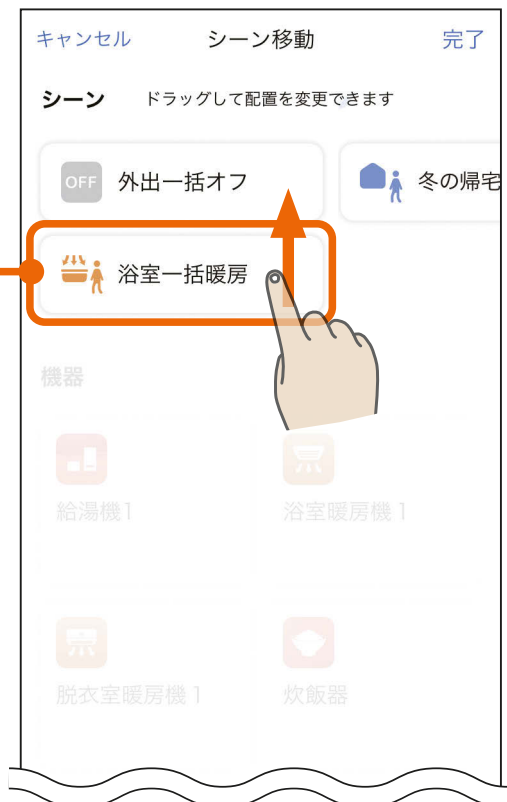 キャンセル シーン移動 完了
シーン ドラッグして配置を変更できます
OFF 外出一括オフ 冬の帰宅
浴室一括暖房
機器
給湯機1 浴室暖房機1
脱衣室暖房機1 炊飯器